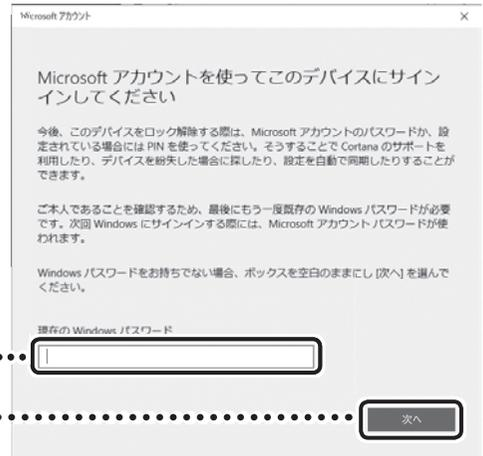 Microsoft アカウント
Microsoft アカウントを使ってこのデバイスにサイン
インしてください
今後、このデバイスをロック解除する際は、Microsoft アカウントのパスワードか、設
定されている場合には PIN を使ってください。そうすることで Cortana のサポートを
利用したり、デバイスを紛失した場合に探したり、設定を自動で同期したりすることが
できます。
ご本人であることを確認するため、最後にもう一度既存の Windows パスワードが必要
です。次回 Windows にサインインする際には、Microsoft アカウント パスワードが使
われます。
Windows パスワードをお持ちでない場合、ボックスを空白のままにし [次へ] を選んで
ください。
現在の Windows パスワード
次へ